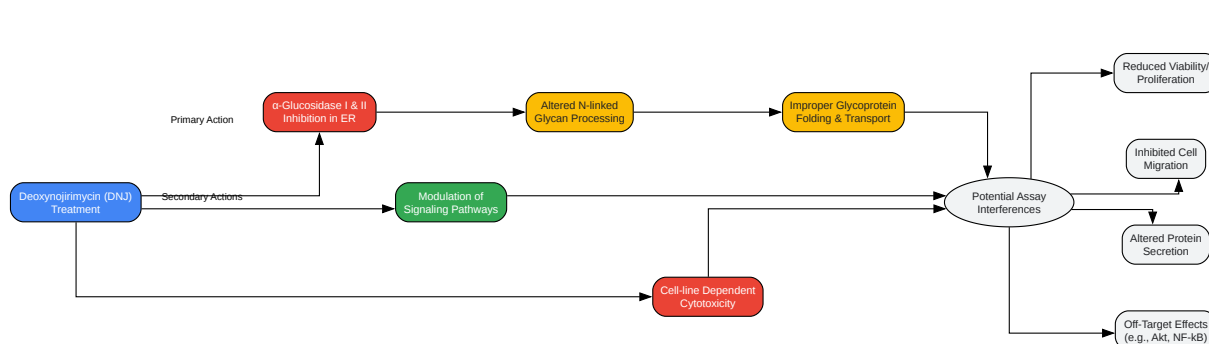 Reduced Viability/
Proliferation
α-Glucosidase I & II
Inhibition in ER
Altered N-linked
Glycan Processing
Improper Glycoprotein
Folding & Transport
Primary Action
Inhibited Cell
Migration
Deoxynojirimycin (DNJ)
Treatment
Secondary Actions
Modulation of
Signaling Pathways
Potential Assay
Interferences
Altered Protein
Secretion
Cell-line Dependent
Cytotoxicity
Off-Target Effects
(e.g., Akt, NF-kB)